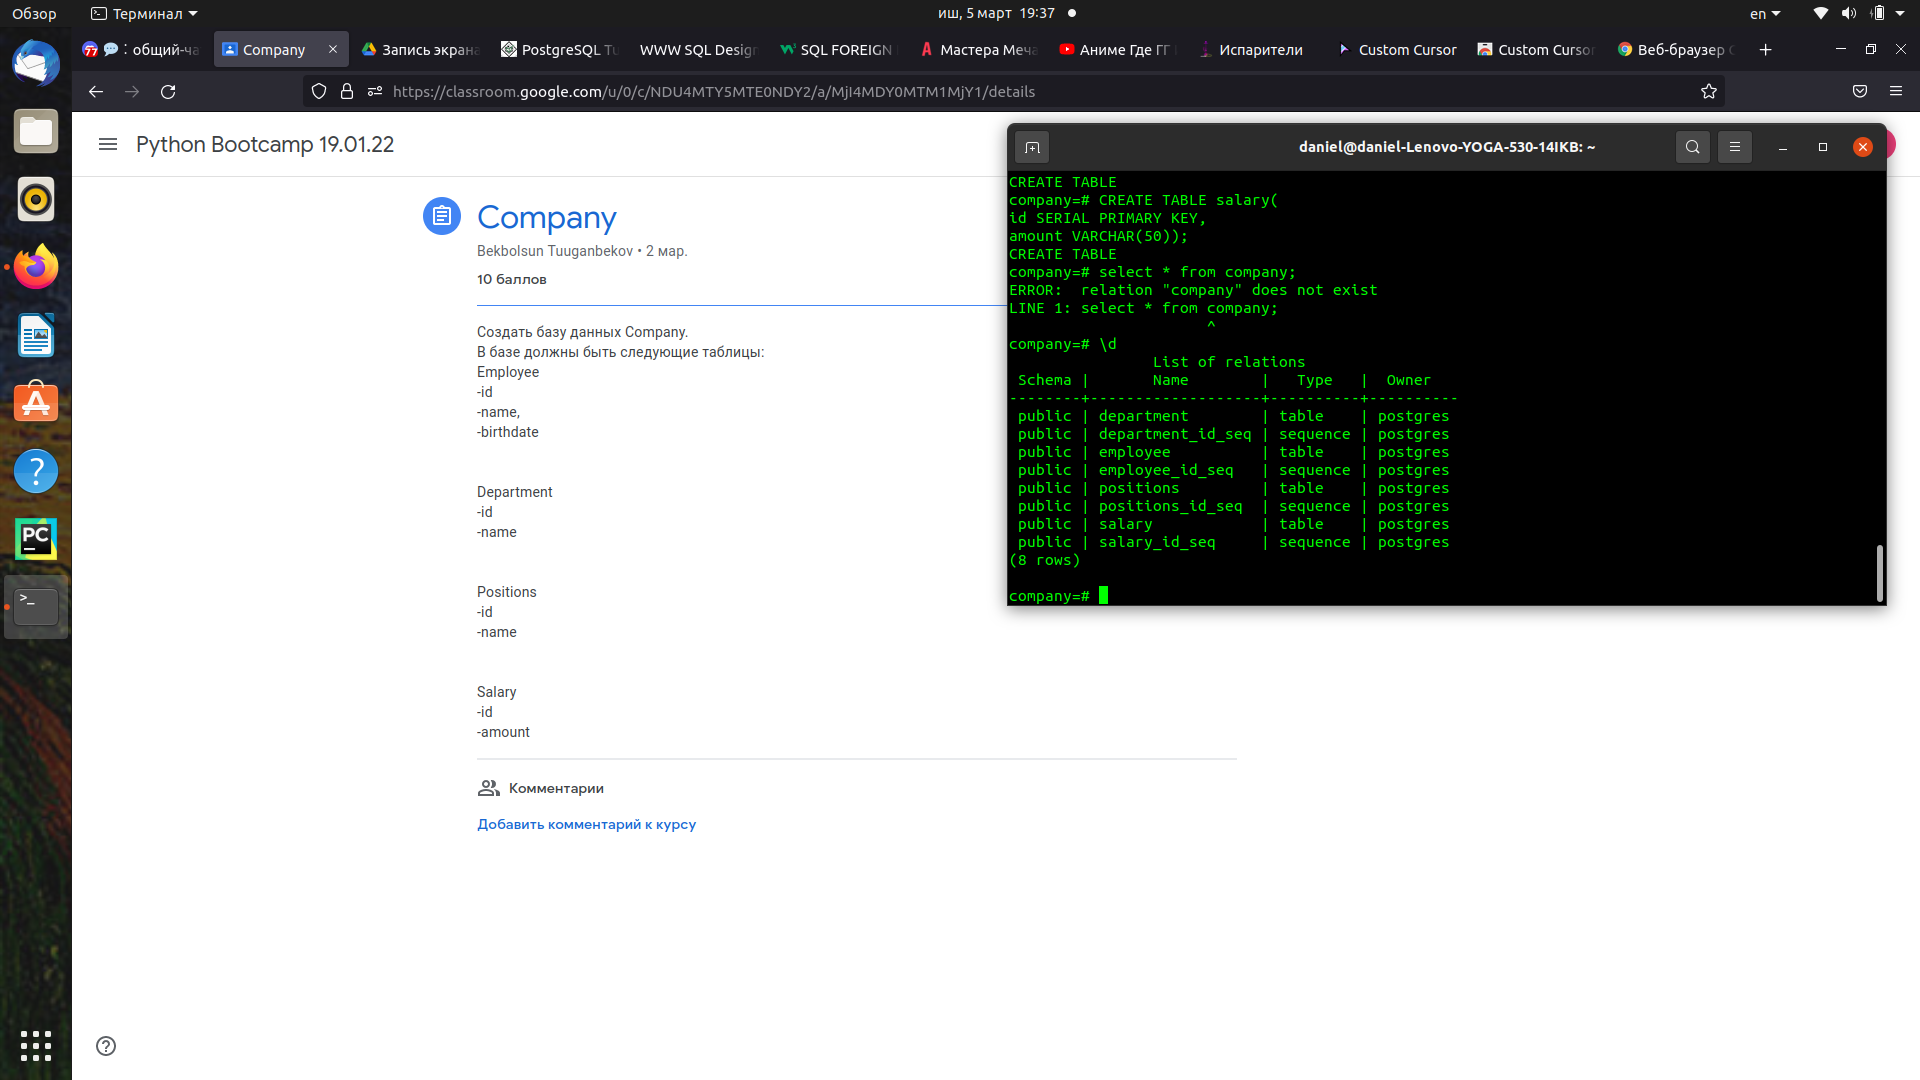 Обзор
Терминал
иш, 5 март 19:37
en
: общий-ча
Company
Запись экрана
PostgreSQL Tu
WWW SQL Design
SQL FOREIGN
Мастера Меча
Аниме Где ГГ
Испарители
Custom Cursor
Custom Cursor
Веб-браузер
https://classroom.google.com/u/0/c/NDU4MTY5MTE0NDY2/a/MjI4MDY0MTM1MjY1/details
Python Bootcamp 19.01.22
Company
Bekbolsun Tuuganbekov • 2 мар.
10 баллов
Создать базу данных Company.
В базе должны быть следующие таблицы:
Employee
-id
-name,
-birthdate
Department
-id
-name
Positions
-id
-name
Salary
-id
-amount
Комментарии
Добавить комментарий к курсу
daniel@daniel-Lenovo-YOGA-530-14IKB: ~
CREATE TABLE
company=# CREATE TABLE salary(
id SERIAL PRIMARY KEY,
amount VARCHAR(50));
CREATE TABLE
company=# select * from company;
ERROR:  relation "company" does not exist
LINE 1: select * from company;
^
company=# \d
List of relations
Schema |       Name        |   Type   |  Owner
--------+-------------------+----------+----------
public | department        | table    | postgres
public | department_id_seq | sequence | postgres
public | employee          | table    | postgres
public | employee_id_seq   | sequence | postgres
public | positions         | table    | postgres
public | positions_id_seq  | sequence | postgres
public | salary            | table    | postgres
public | salary_id_seq     | sequence | postgres
(8 rows)
company=#
PC